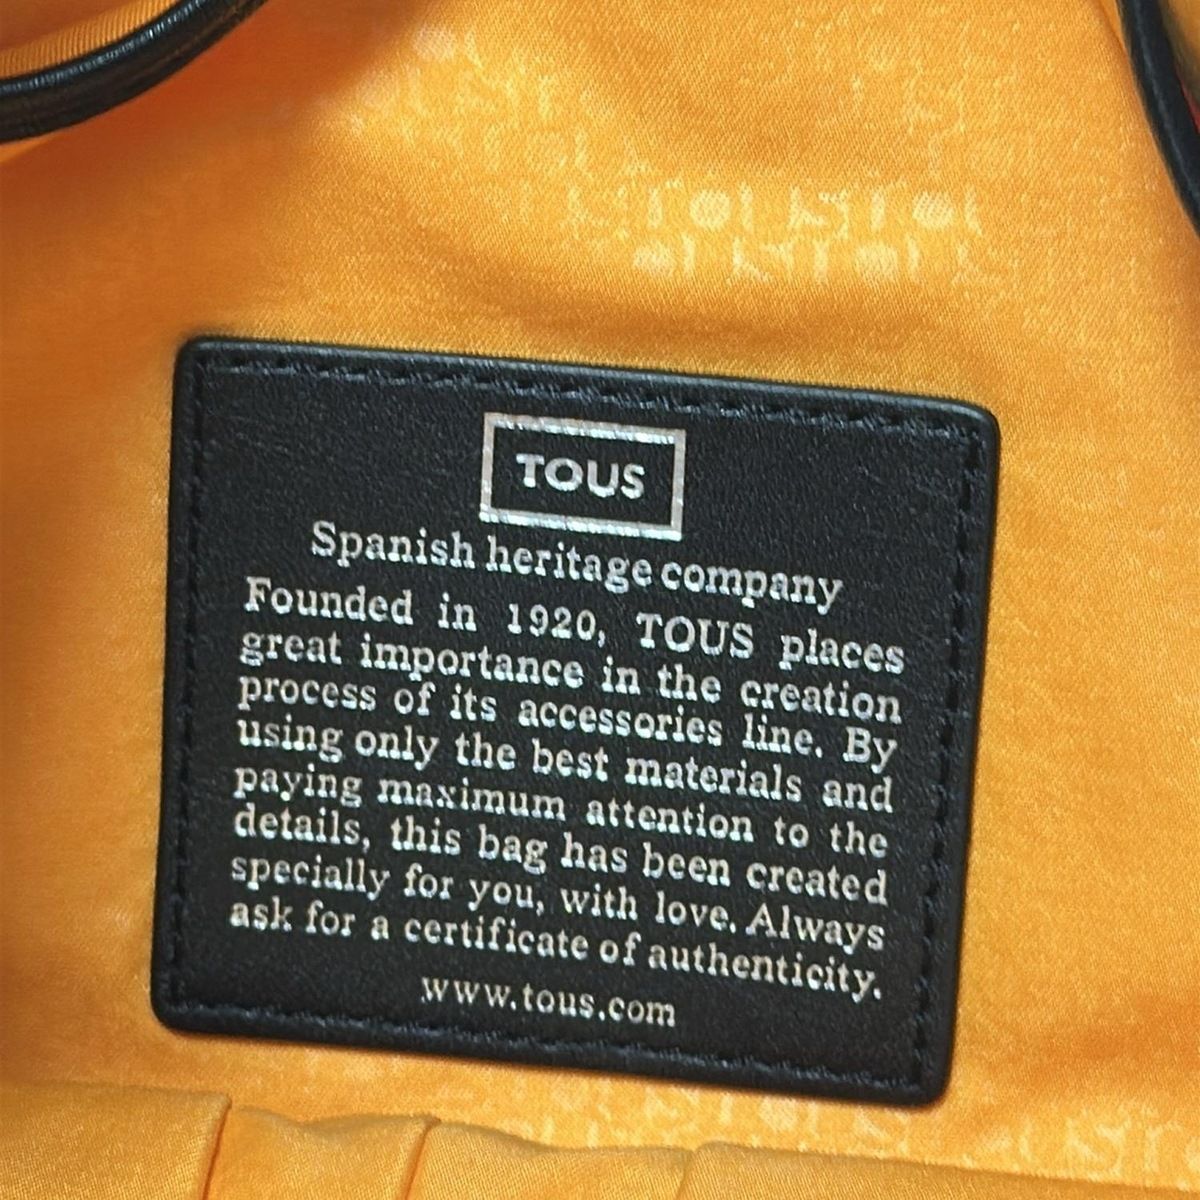 TOUS
Spanish heritage company
Founded in 1920, TOUS places
great importance in the creation
process of its accessories line. By
using only the best materials and
paying maximum attention to the
details, this bag has been created
specially for you, with love. Always
ask for a certificate of authenticity.
www.tous.com